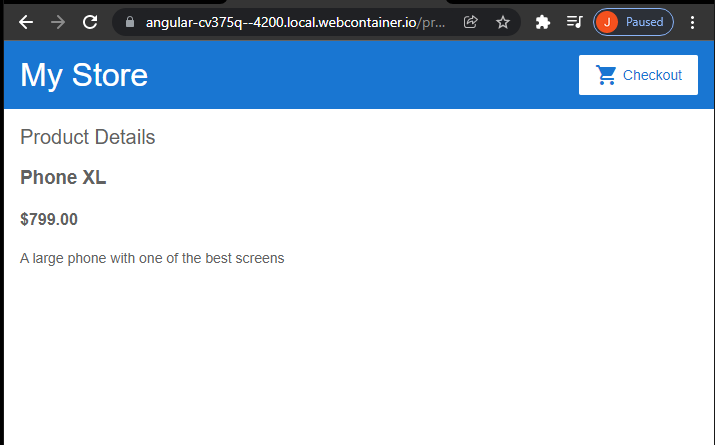 angular-cv375q--4200.local.webcontainer.io/pr...
J Paused
My Store
Checkout
Product Details
Phone XL
$799.00
A large phone with one of the best screens